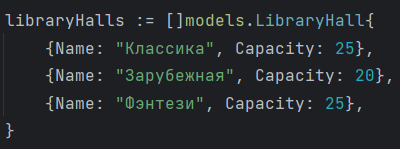 libraryHalls := []models.LibraryHall{
    {Name: "Классика", Capacity: 25},
    {Name: "Зарубежная", Capacity: 20},
    {Name: "Фэнтези", Capacity: 25},
}